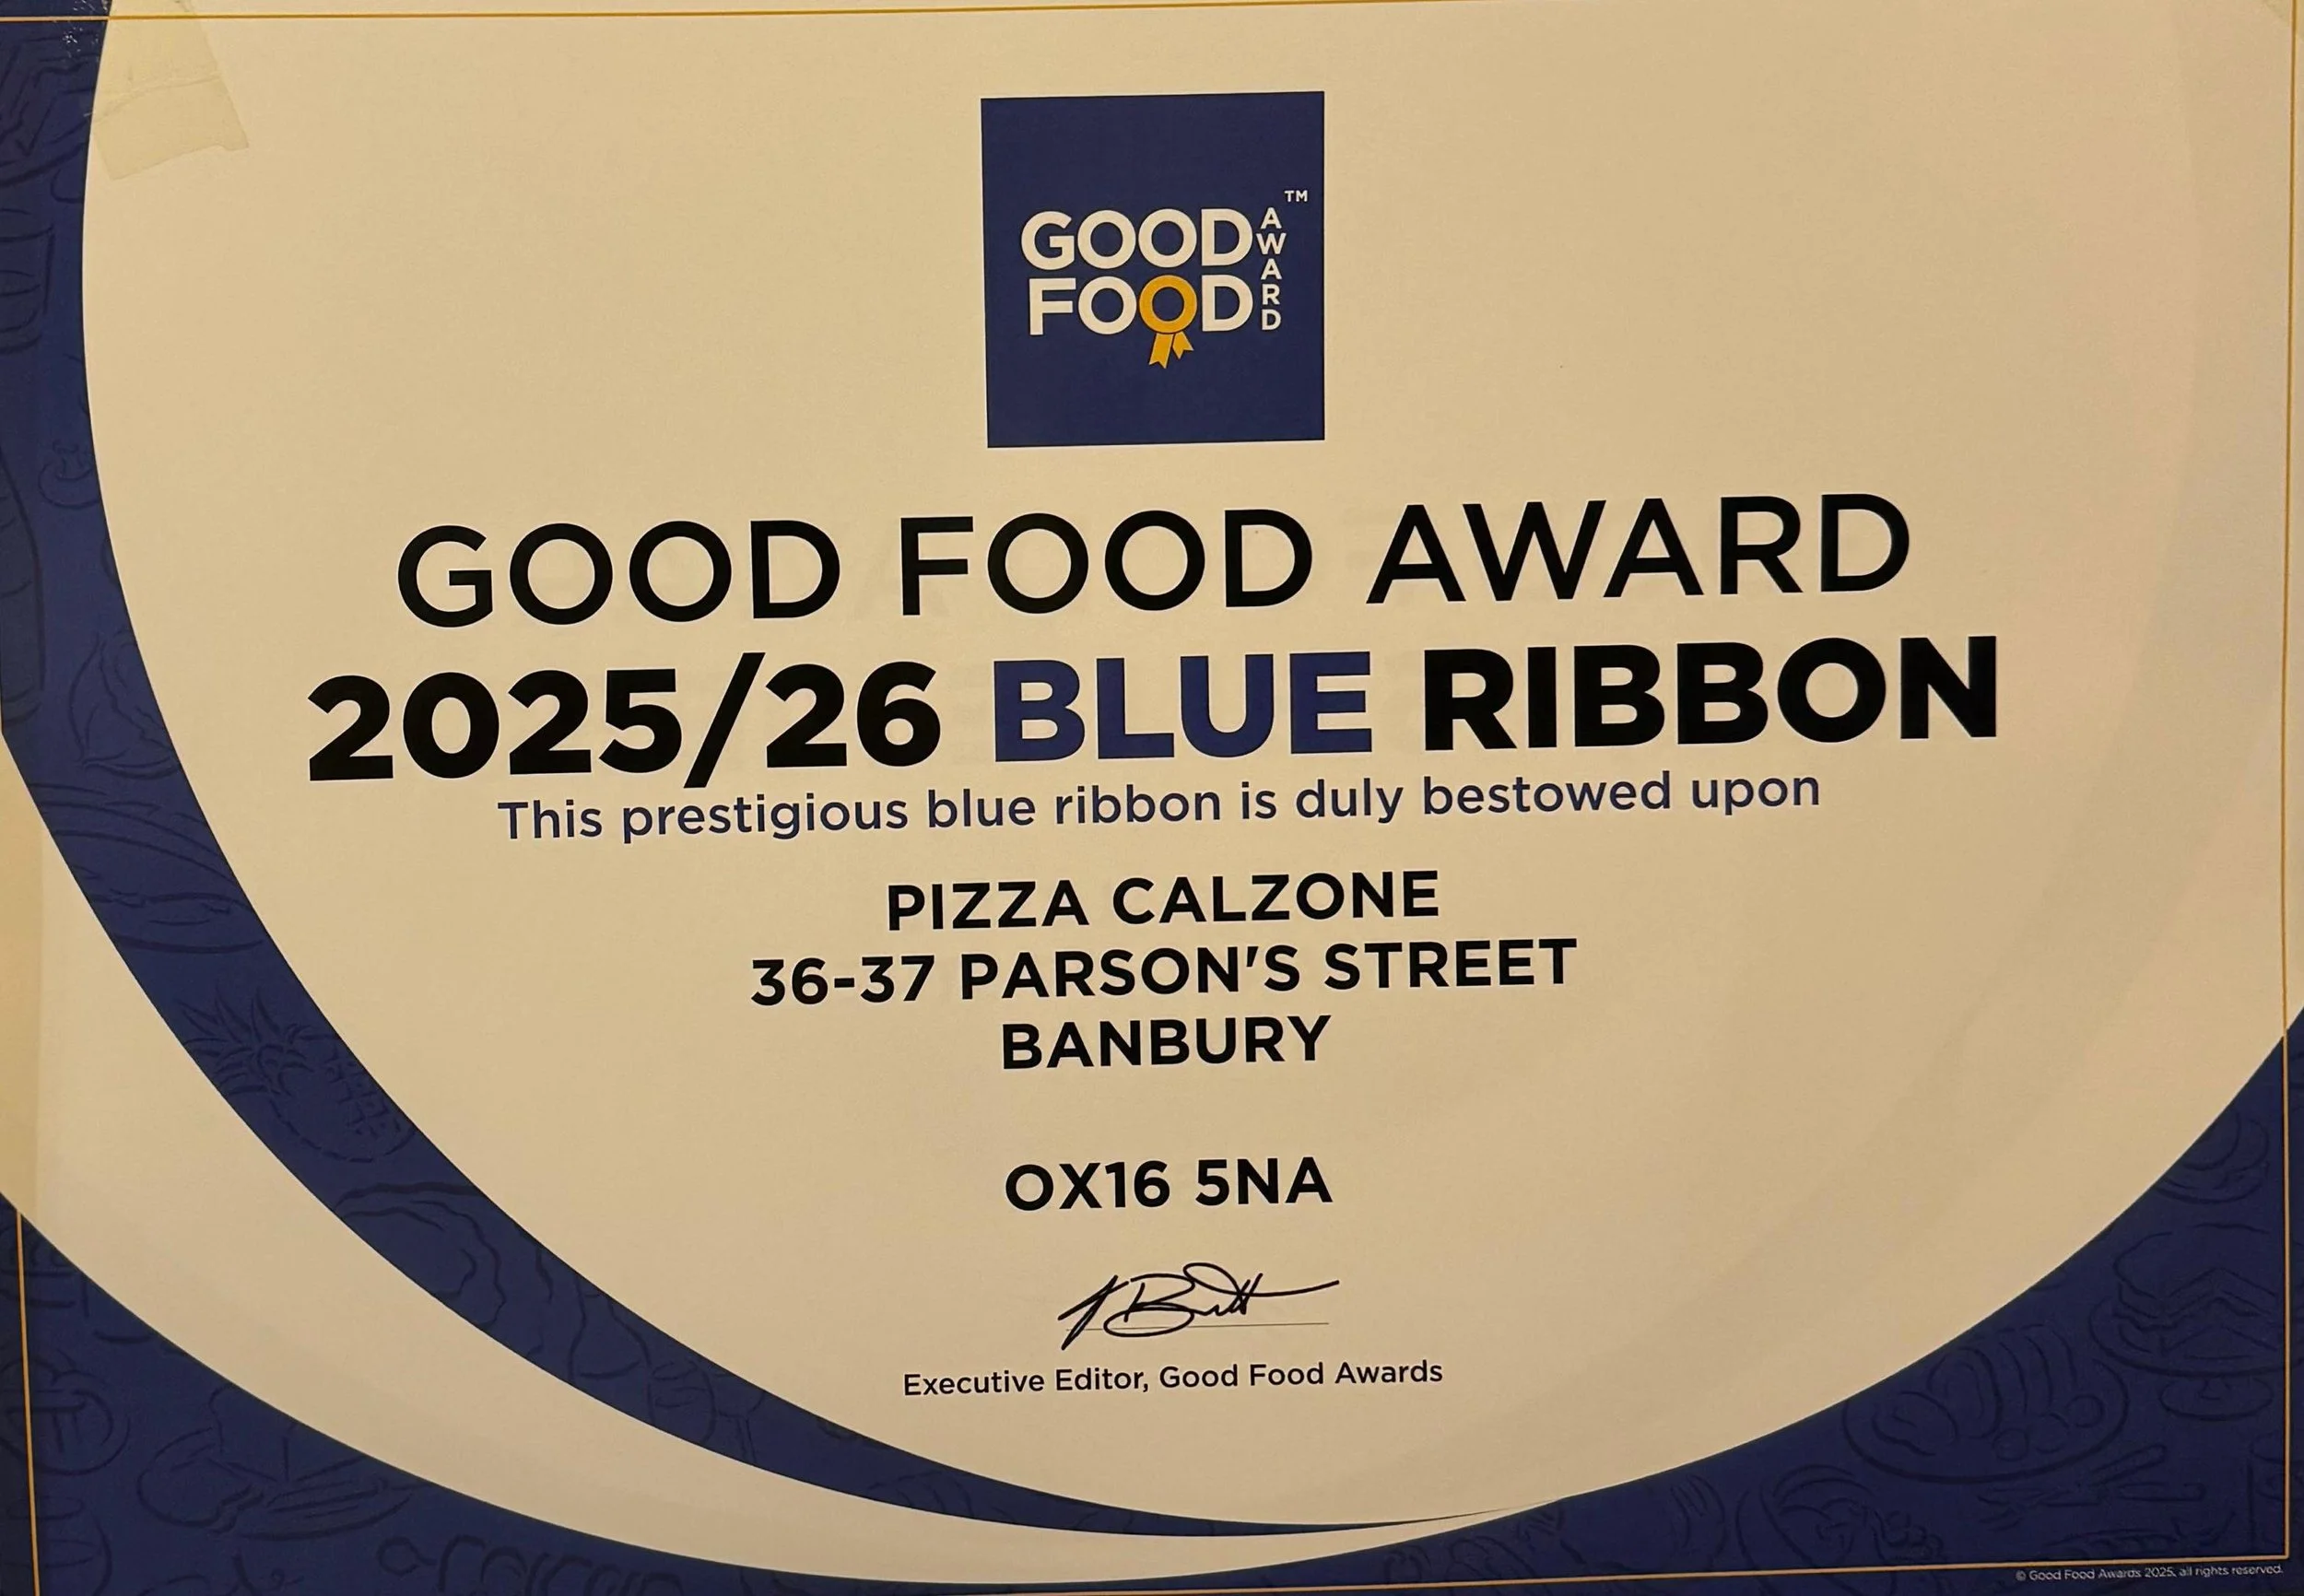 GOOD FOOD AWARD™
GOOD FOOD AWARD
2025/26 BLUE RIBBON
This prestigious blue ribbon is duly bestowed upon
PIZZA CALZONE
36-37 PARSON'S STREET
BANBURY
OX16 5NA
Executive Editor, Good Food Awards
© Good Food Awards 2025, all rights reserved.